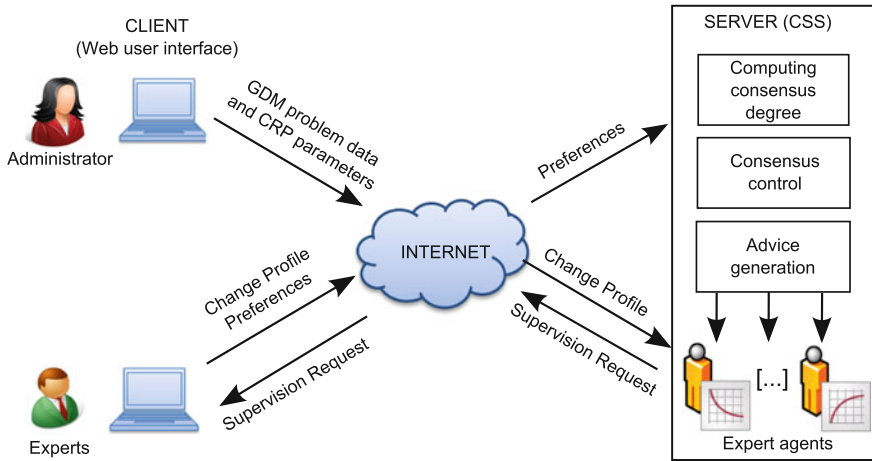 CLIENT
(Web user interface)
Administrator
GDM problem data
and CRP parameters
Change Profile
Preferences
Supervision Request
Experts
INTERNET
Preferences
Change Profile
Supervision Request
SERVER (CSS)
Computing
consensus
degree
Consensus
control
Advice
generation
[...]
Expert agents